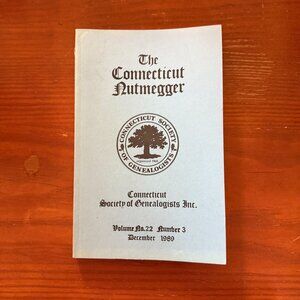 The
Connecticut
Nutmegger
CONNECTICUT SOCIETY
OF GENEALOGISTS
Connecticut
Society of Genealogists Inc.
Volume No.22 Number 3
December 1989